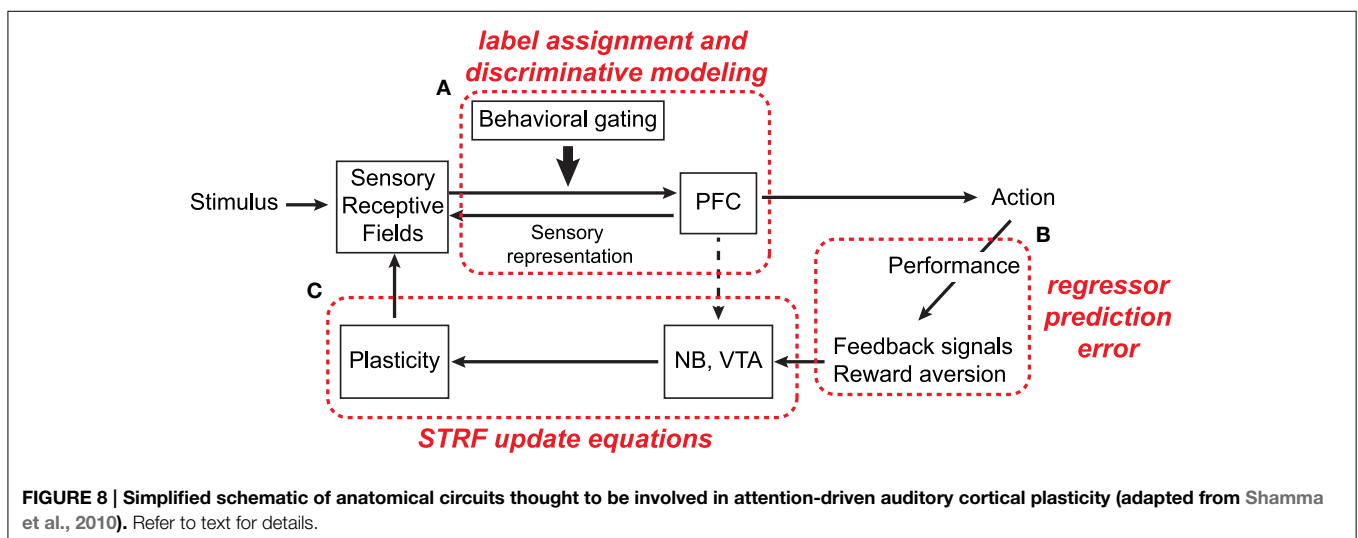 label assignment and
discriminative modeling
A
Behavioral gating
Stimulus
Sensory
Receptive
Fields
PFC
Action
Sensory
representation
B
Performance
regressor
prediction
error
Feedback signals
Reward aversion
C
Plasticity
NB, VTA
STRF update equations
FIGURE 8 | Simplified schematic of anatomical circuits thought to be involved in attention-driven auditory cortical plasticity (adapted from Shamma
et al., 2010). Refer to text for details.